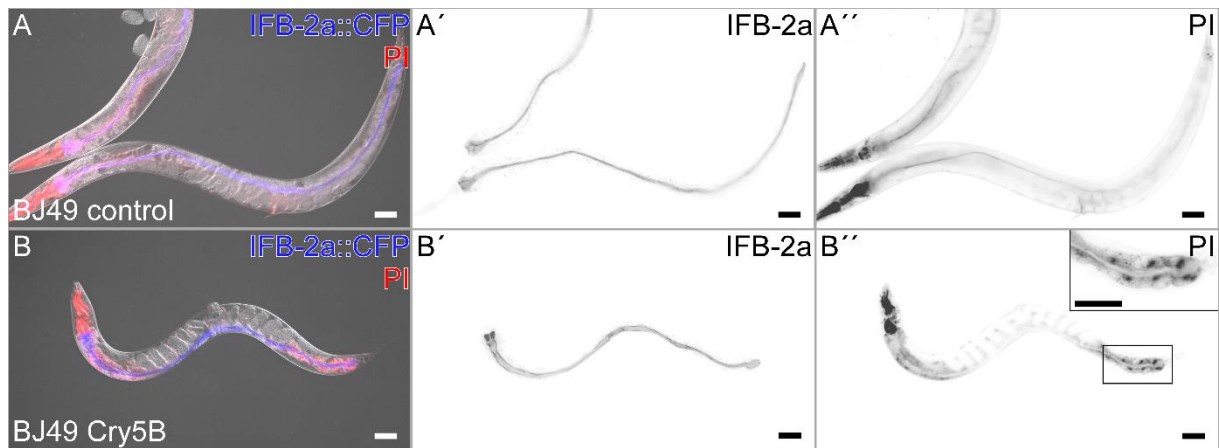 A IFB-2a::CFP
PI
BJ49 control
A´ IFB-2a
A´´ PI
B IFB-2a::CFP
PI
BJ49 Cry5B
B´ IFB-2a
B´´ PI